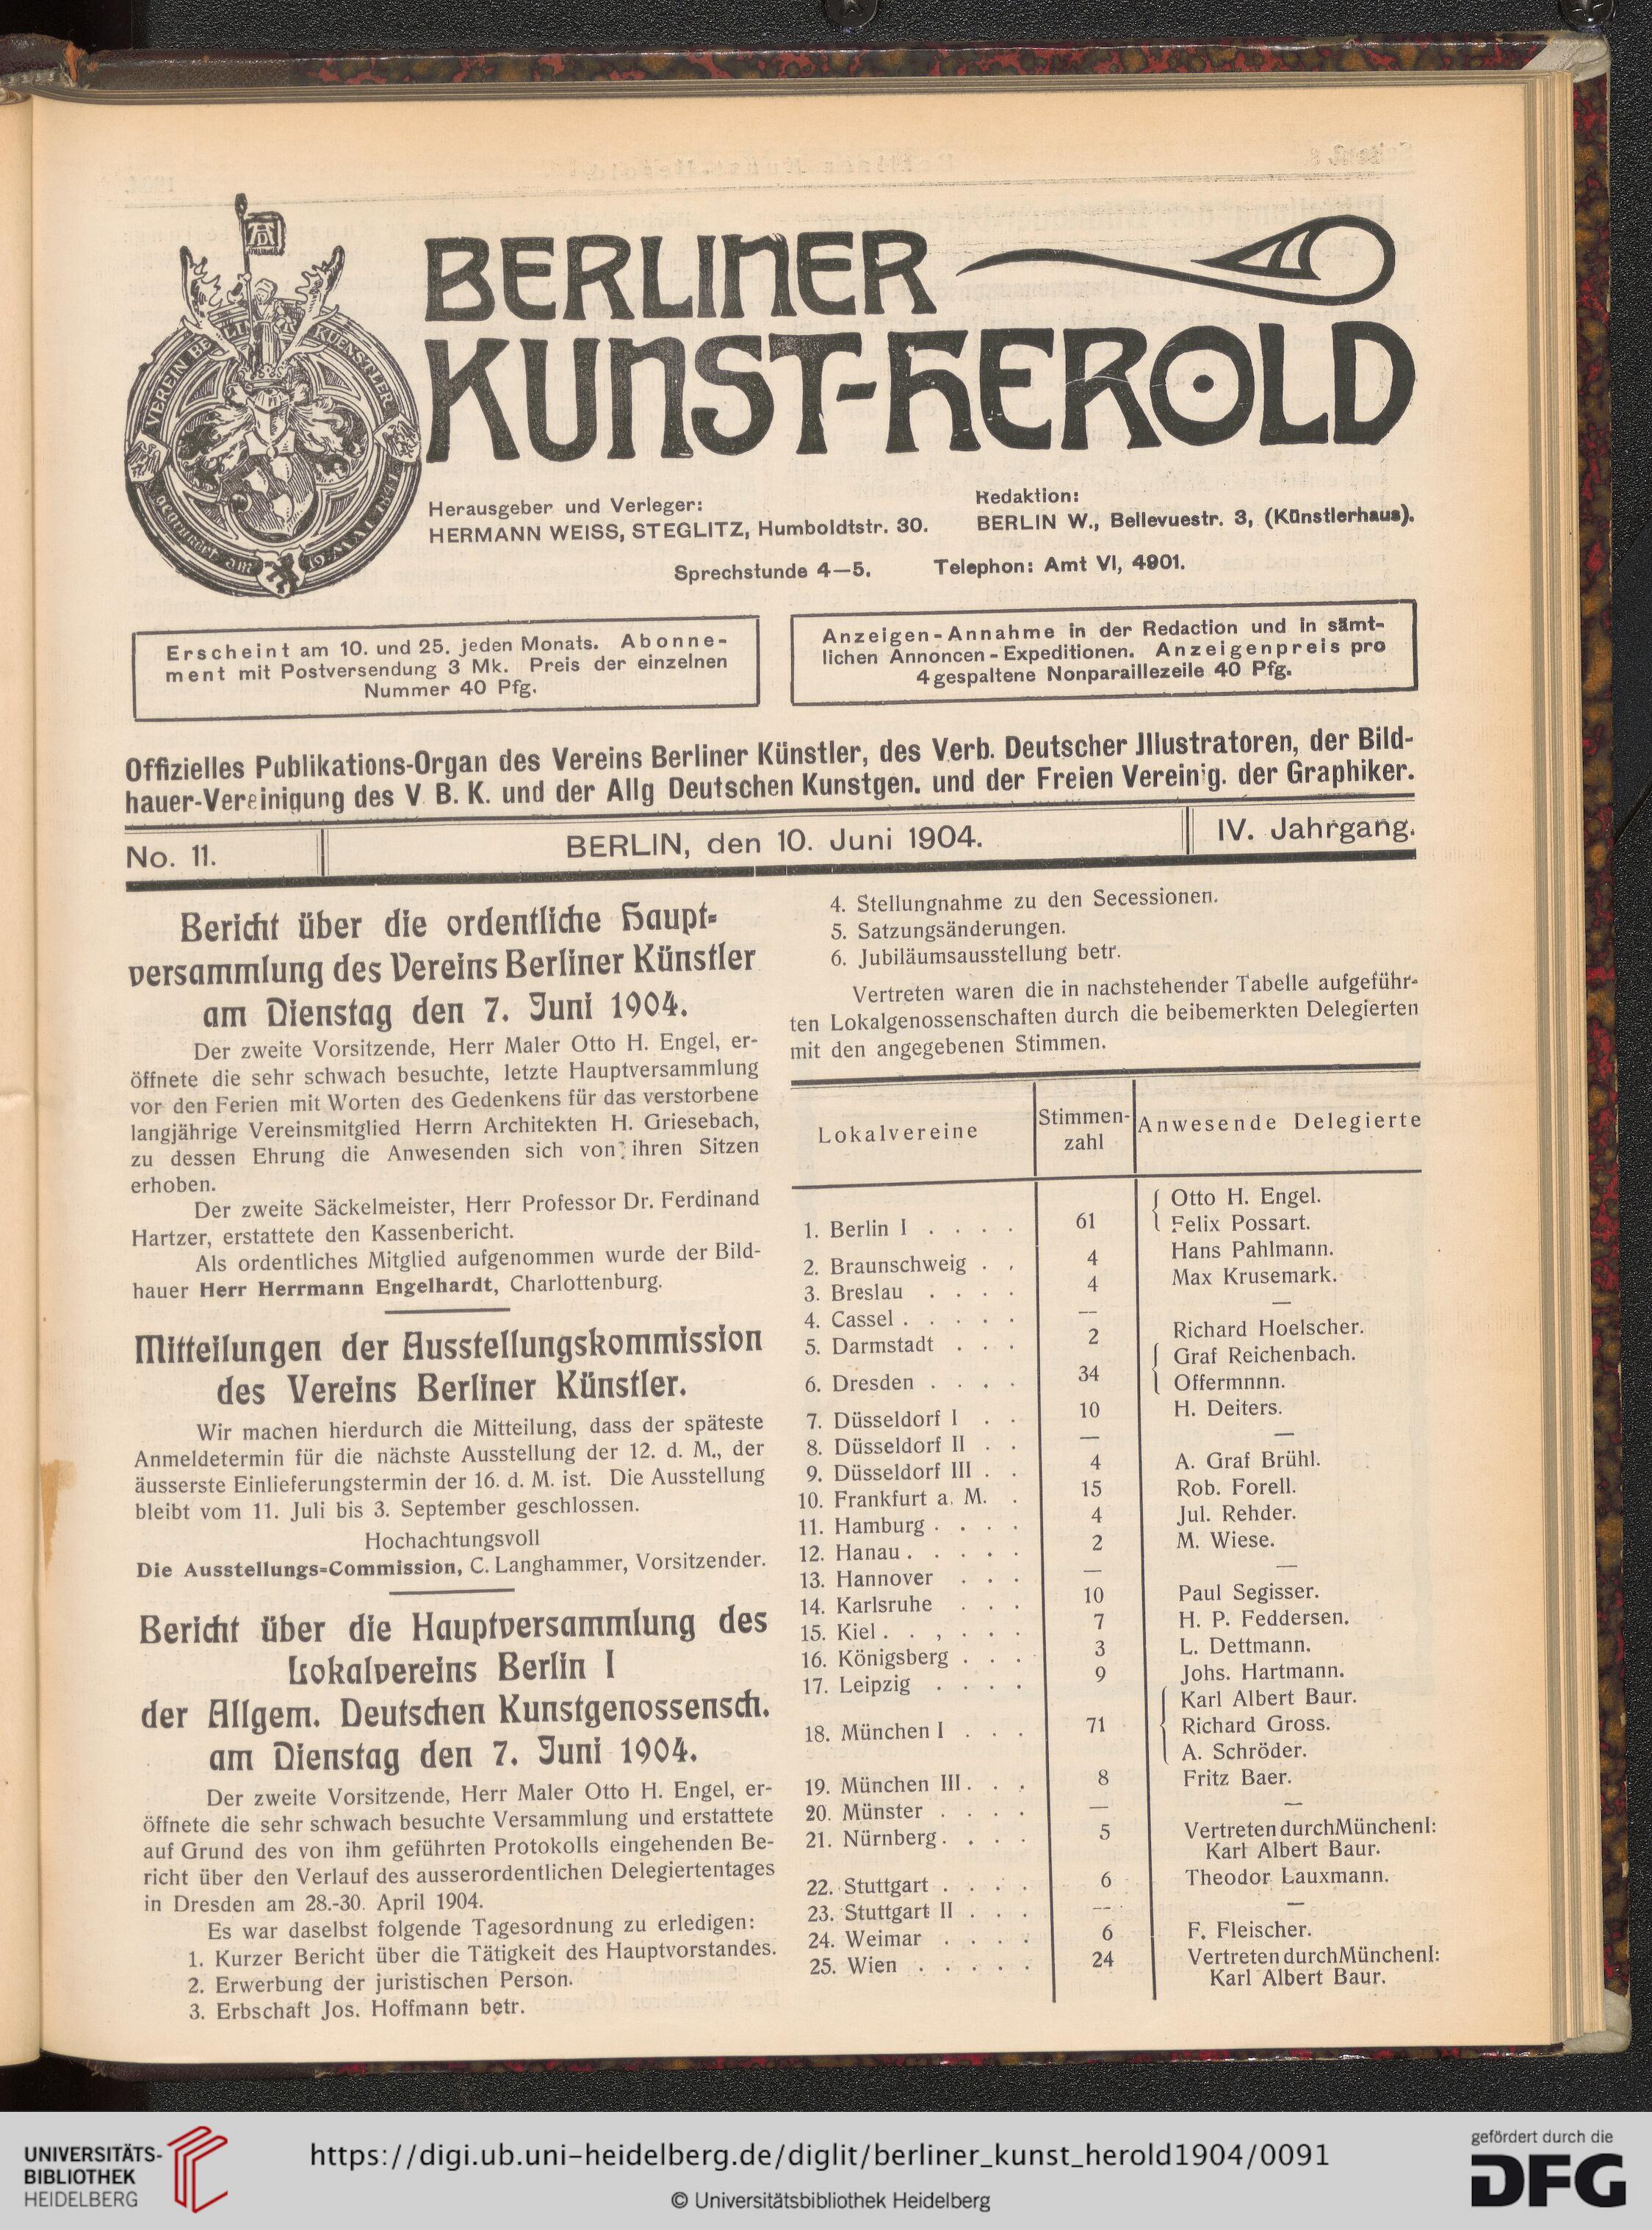 VEREIN BERLINER KUENSTLER
gegruendet am 19. MAI 1841
BERLINER
KUNST-HEROLD
Herausgeber und Verleger:
HERMANN WEISS, STEGLITZ, Humboldtstr. 30.
Redaktion:
BERLIN W., Bellevuestr. 3, (Künstlerhaus).
Sprechstunde 4—5.
Telephon: Amt VI, 4901.
Erscheint am 10. und 25. jeden Monats. Abonne-
ment mit Postversendung 3 Mk. Preis der einzelnen
Nummer 40 Pfg.
Anzeigen-Annahme in der Redaction und in sämt-
lichen Annoncen-Expeditionen. Anzeigenpreis pro
4gespaltene Nonparaillezeile 40 Pfg.
Offizielles Publikations-Organ des Vereins Berliner Künstler, des Verb. Deutscher Jllustratoren, der Bild-
hauer-Vereinigung des V B. K. und der Allg Deutschen Kunstgen. und der Freien Vereinig. der Graphiker.
No. 11.
BERLIN, den 10. Juni 1904.
IV. Jahrgang.
Bericht über die ordentliche Haupt-
versammlung des Vereins Berliner Künstler
am Dienstag den 7. Juni 1904.
Der zweite Vorsitzende, Herr Maler Otto H. Engel, er-
öffnete die sehr schwach besuchte, letzte Hauptversammlung
vor den Ferien mit Worten des Gedenkens für das verstorbene
langjährige Vereinsmitglied Herrn Architekten H. Griesebach,
zu dessen Ehrung die Anwesenden sich von ihren Sitzen
erhoben.
Der zweite Säckelmeister, Herr Professor Dr. Ferdinand
Hartzer, erstattete den Kassenbericht.
Als ordentliches Mitglied aufgenommen wurde der Bild-
hauer Herr Herrmann Engelhardt, Charlottenburg.
Mitteilungen der Ausstellungskommission
des Vereins Berliner Künstler.
Wir machen hierdurch die Mitteilung, dass der späteste
Anmeldetermin für die nächste Ausstellung der 12. d. M., der
äusserste Einlieferungstermin der 16. d. M. ist. Die Ausstellung
bleibt vom 11. Juli bis 3. September geschlossen.
Hochachtungsvoll
Die Ausstellungs-Commission, C. Langhammer, Vorsitzender.
Bericht über die Hauptversammlung des
Lokalvereins Berlin I
der Allgem. Deutschen Kunstgenossensch.
am Dienstag den 7. Juni 1904.
Der zweite Vorsitzende, Herr Maler Otto H. Engel, er-
öffnete die sehr schwach besuchte Versammlung und erstattete
auf Grund des von ihm geführten Protokolls eingehenden Be-
richt über den Verlauf des ausserordentlichen Delegiertentages
in Dresden am 28.-30. April 1904.
Es war daselbst folgende Tagesordnung zu erledigen:
1. Kurzer Bericht über die Tätigkeit des Hauptvorstandes.
2. Erwerbung der juristischen Person.
3. Erbschaft Jos. Hoffmann betr.
4. Stellungnahme zu den Secessionen.
5. Satzungsänderungen.
6. Jubiläumsausstellung betr.
Vertreten waren die in nachstehender Tabelle aufgeführ-
ten Lokalgenossenschaften durch die beibemerkten Delegierten
mit den angegebenen Stimmen.
Lokalvereine Stimmen-zahl Anwesende Delegierte
1. Berlin I . . . . 61 Otto H. Engel.
Felix Possart.
2. Braunschweig . . 4 Hans Pahlmann.
3. Breslau . . . . 4 Max Krusemark.
4. Cassel . . . . . — —
5. Darmstadt . . . 2 Richard Hoelscher.
6. Dresden . . . . 34 Graf Reichenbach.
Offermnnn.
7. Düsseldorf I . . 10 H. Deiters.
8. Düsseldorf II . . — —
9. Düsseldorf III . . 4 A. Graf Brühl.
10. Frankfurt a. M. . 15 Rob. Forell.
11. Hamburg . . . . 4 Jul. Rehder.
12. Hanau . . . . . 2 M. Wiese.
13. Hannover . . . — —
14. Karlsruhe . . . 10 Paul Segisser.
15. Kiel . . , . . . 7 H. P. Feddersen.
16. Königsberg . . . 3 L. Dettmann.
17. Leipzig . . . . 9 Johs. Hartmann.
18. München I . . . 71 Karl Albert Baur.
Richard Gross.
A. Schröder.
19. München III . . . 8 Fritz Baer.
20. Münster . . . . — —
21. Nürnberg . . . . 5 Vertreten durch München I:
Karl Albert Baur.
22. Stuttgart . . . . 6 Theodor Lauxmann.
23. Stuttgart II . . . — —
24. Weimar . . . . 6 F. Fleischer.
25. Wien . . . . . 24 Vertreten durch München I:
Karl Albert Baur.
UNIVERSITÄTS-
BIBLIOTHEK
HEIDELBERG
https://digi.ub.uni-heidelberg.de/diglit/berliner_kunst_herold1904/0091
© Universitätsbibliothek Heidelberg
gefördert durch die
DFG